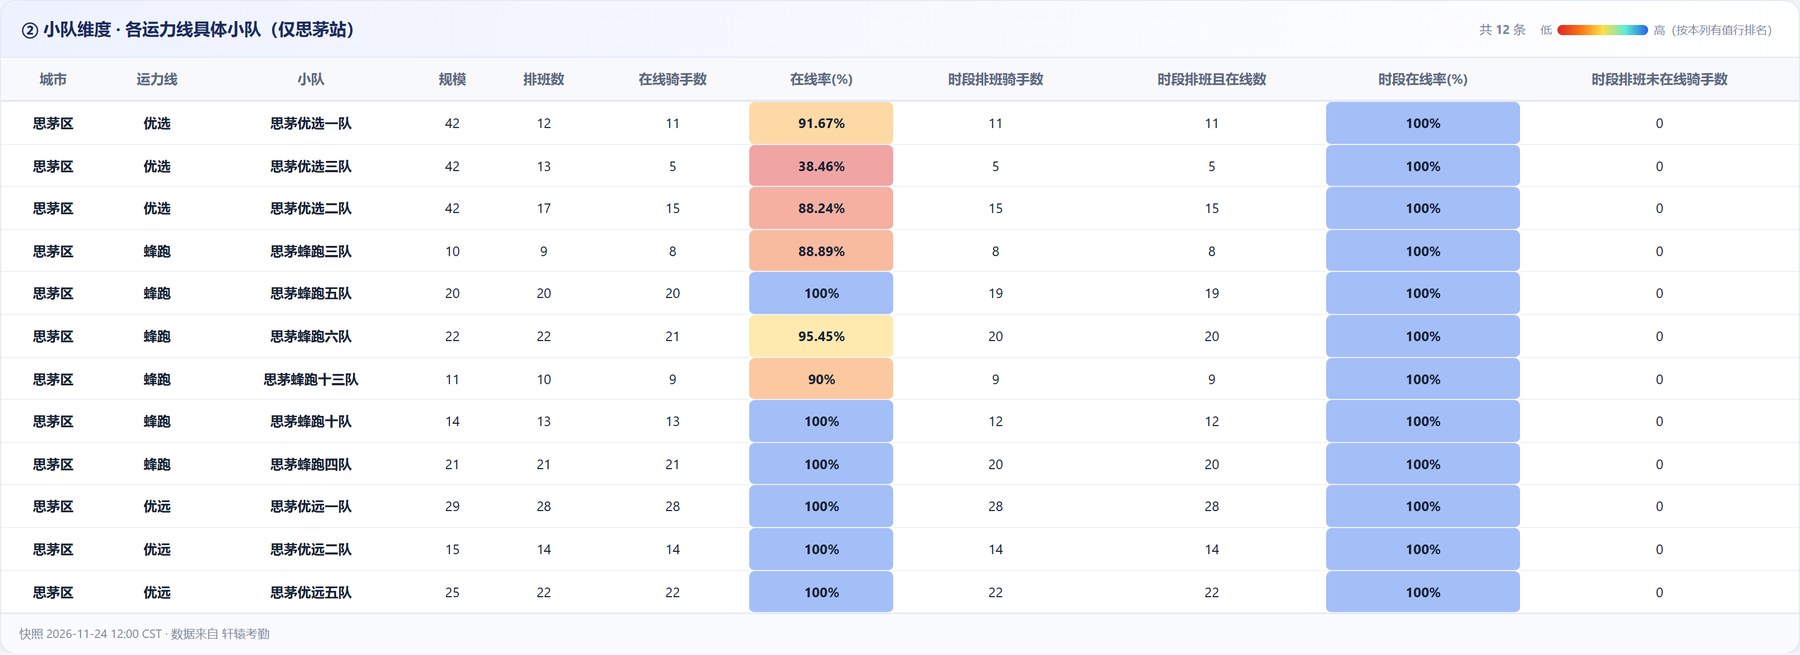 ② 小队维度 · 各运力线具体小队（仅思茅站）
共 12 条 低 高 (按本列有值行排名)
城市 运力线 小队 规模 排班数 在线骑手数 在线率(%) 时段排班骑手数 时段排班且在线数 时段在线率(%) 时段排班未在线骑手数
思茅区 优选 思茅优选一队 42 12 11 91.67% 11 11 100% 0
思茅区 优选 思茅优选三队 42 13 5 38.46% 5 5 100% 0
思茅区 优选 思茅优选二队 42 17 15 88.24% 15 15 100% 0
思茅区 蜂跑 思茅蜂跑三队 10 9 8 88.89% 8 8 100% 0
思茅区 蜂跑 思茅蜂跑五队 20 20 20 100% 19 19 100% 0
思茅区 蜂跑 思茅蜂跑六队 22 22 21 95.45% 20 20 100% 0
思茅区 蜂跑 思茅蜂跑十三队 11 10 9 90% 9 9 100% 0
思茅区 蜂跑 思茅蜂跑十队 14 13 13 100% 12 12 100% 0
思茅区 蜂跑 思茅蜂跑四队 21 21 21 100% 20 20 100% 0
思茅区 优远 思茅优远一队 29 28 28 100% 28 28 100% 0
思茅区 优远 思茅优远二队 15 14 14 100% 14 14 100% 0
思茅区 优远 思茅优远五队 25 22 22 100% 22 22 100% 0
快照 2026-11-24 12:00 CST · 数据来自 轩辕考勤